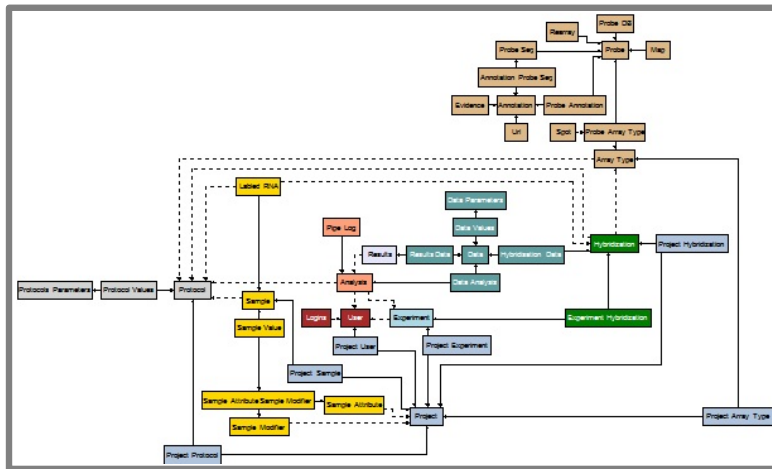 Probe DB
Rearray
Probe Seq
Probe
Map
Annotation Probe Seq
Evidence
Annotation
Probe Annotation
Url
Spot
Probe Array Type
Array Type
Labled RNA
Data Parameters
Pipe Log
Data Values
Results
Results Data
Data
Hybridisation Data
Hybridization
Project Hybridization
Protocols Parameters
Protocol Values
Protocol
Analysis
Data Analysis
Sample
Logins
User
Experiment
Experiment Hybridization
Sample Value
Project User
Project Experiment
Project Sample
Sample Attribute Sample Modifier
Sample Attribute
Project
Project Array Type
Sample Modifier
Project Protocol